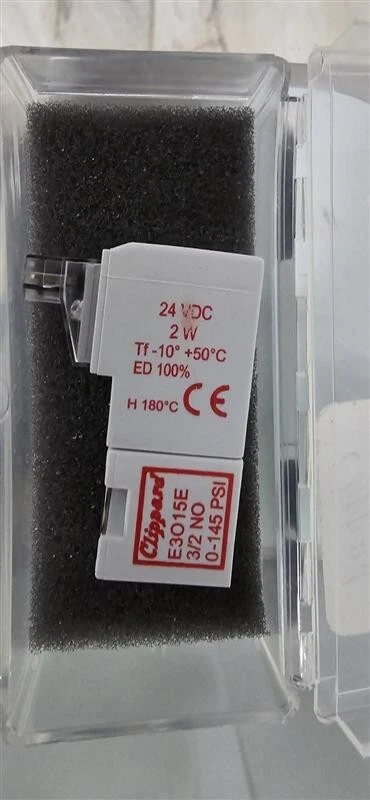 24 VDC
2 W
Tf -10° +50°C
ED 100%
H 180°C CE
Clippard
E3O15E
3/2 NO
0-145 PSI